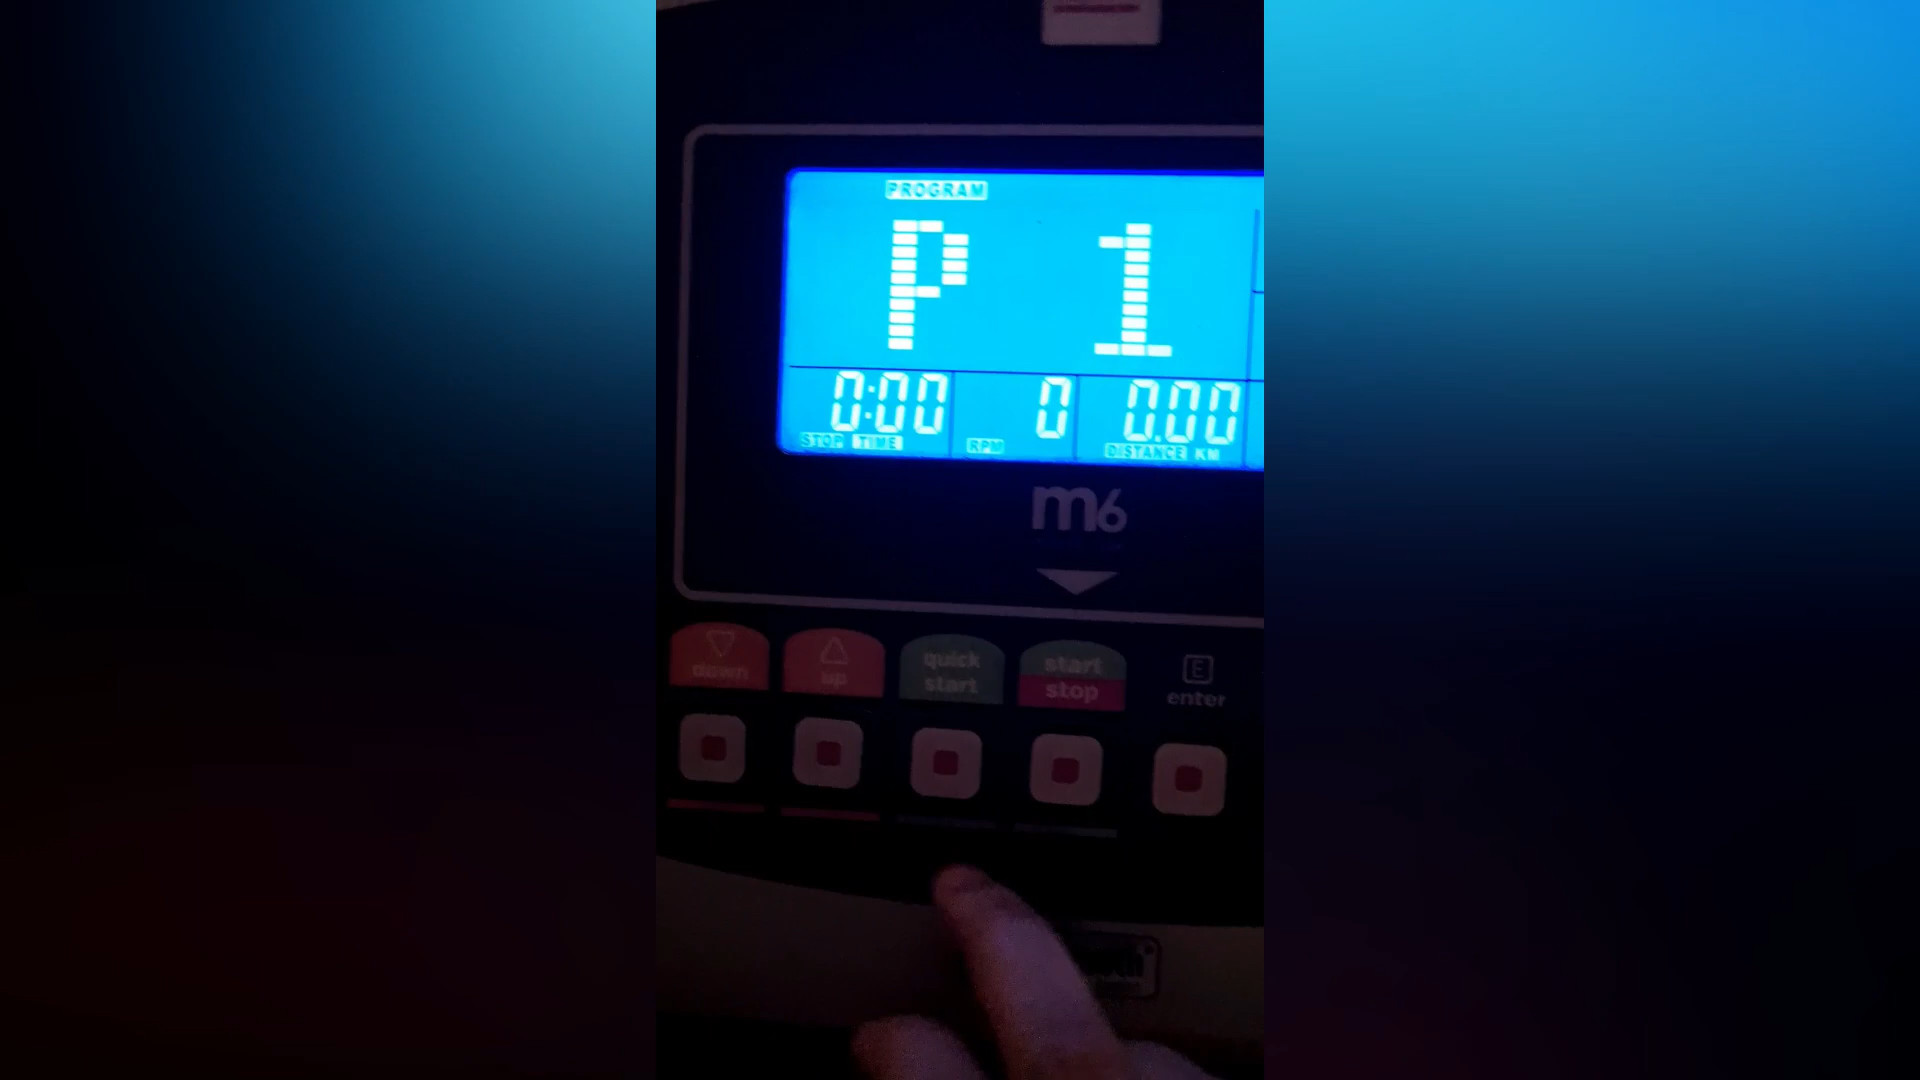 PROGRAM
P 1
0:00 0 0.00
STOP TIME RPM DISTANCE KM
m6
down up quick start start stop E enter